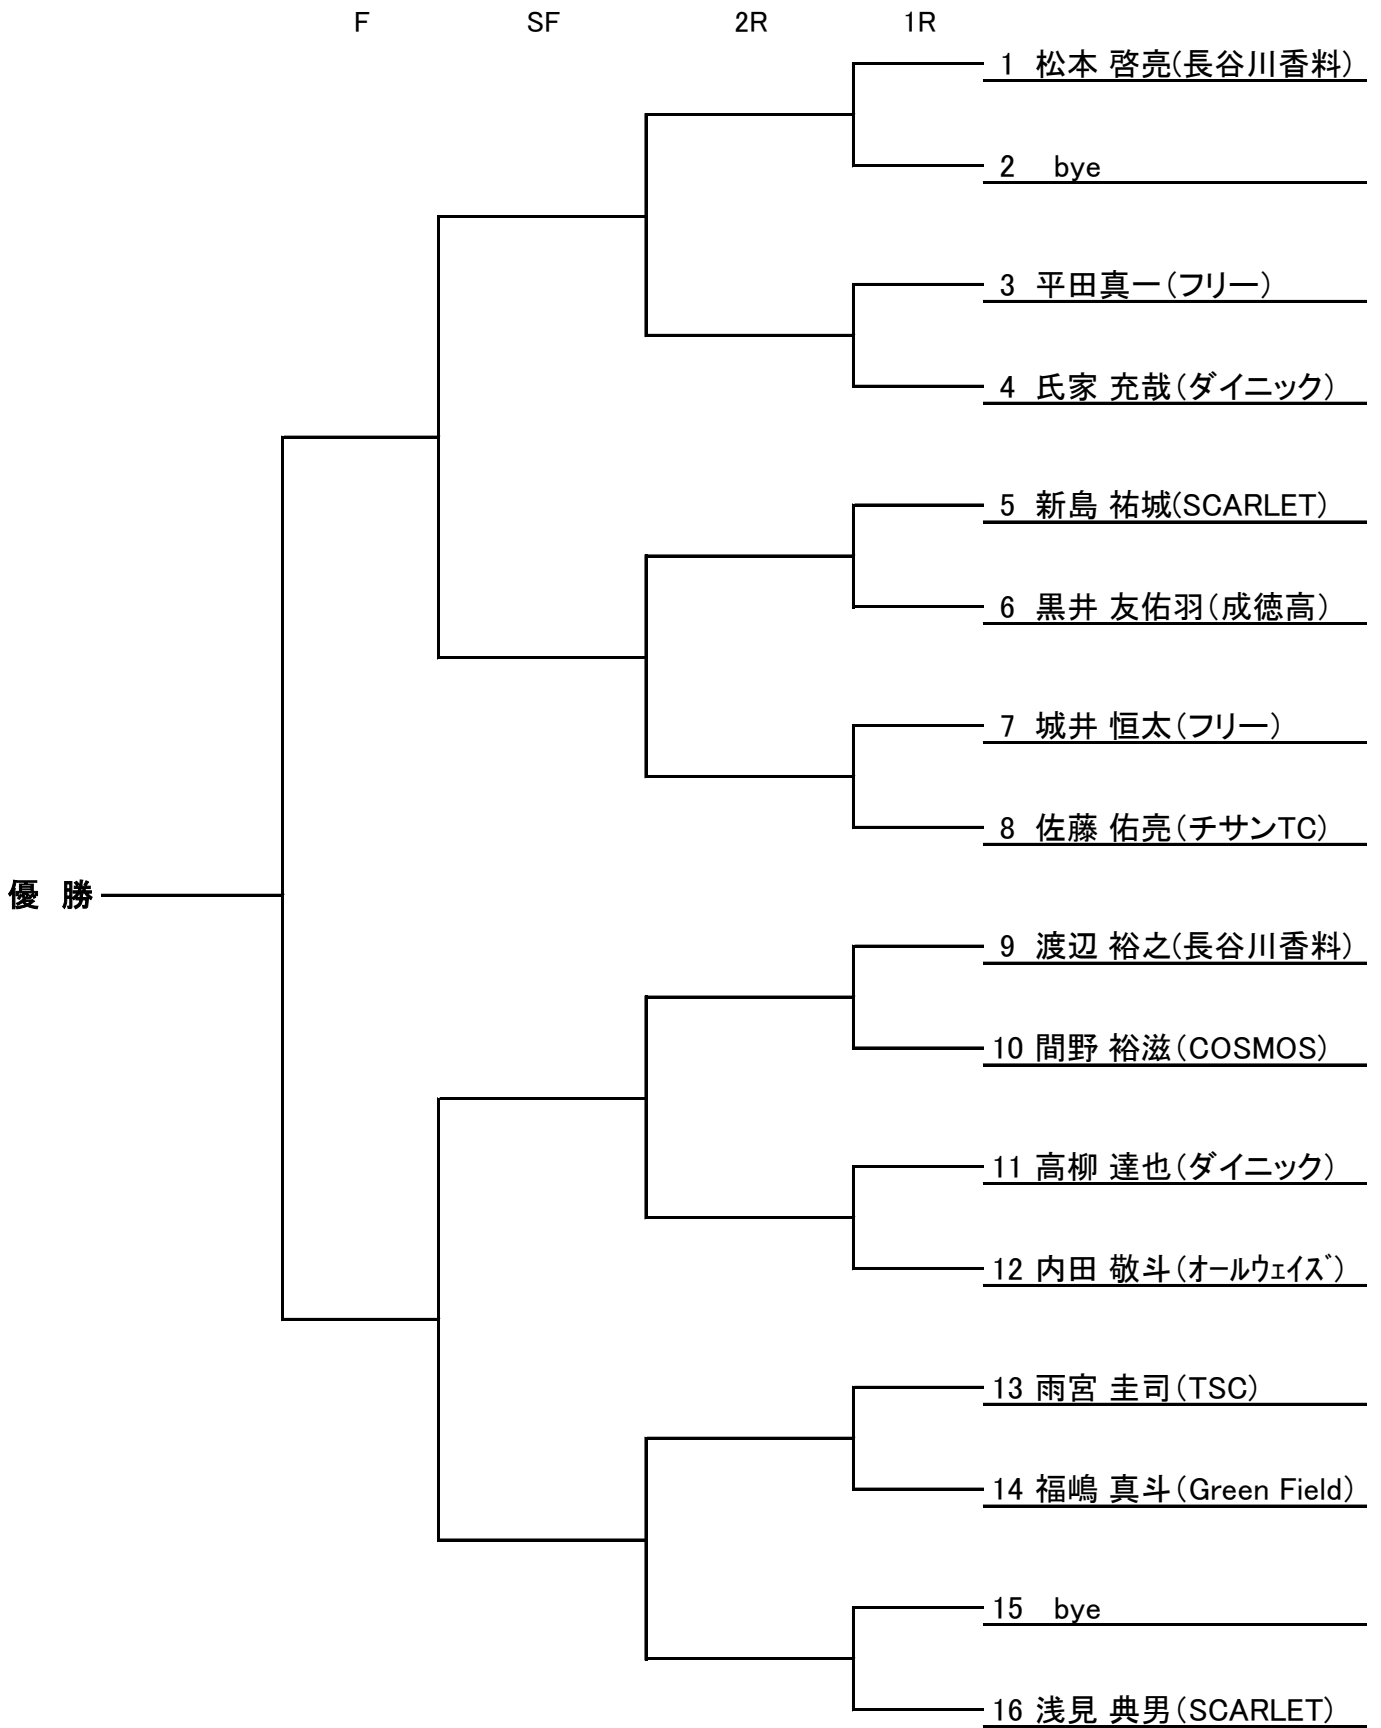 F SF 2R 1R
1 松本 啓亮(長谷川香料)
2 bye
3 平田真一(フリー)
4 氏家 充哉(ダイニック)
5 新島 祐城(SCARLET)
6 黒井 友佑羽(成徳高)
7 城井 恒太(フリー)
8 佐藤 佑亮(チサンTC)
優 勝
9 渡辺 裕之(長谷川香料)
10 間野 裕滋(COSMOS)
11 高柳 達也(ダイニック)
12 内田 敬斗(ｵｰﾙｳｪｲｽﾞ)
13 雨宮 圭司(TSC)
14 福嶋 真斗(Green Field)
15 bye
16 浅見 典男(SCARLET)